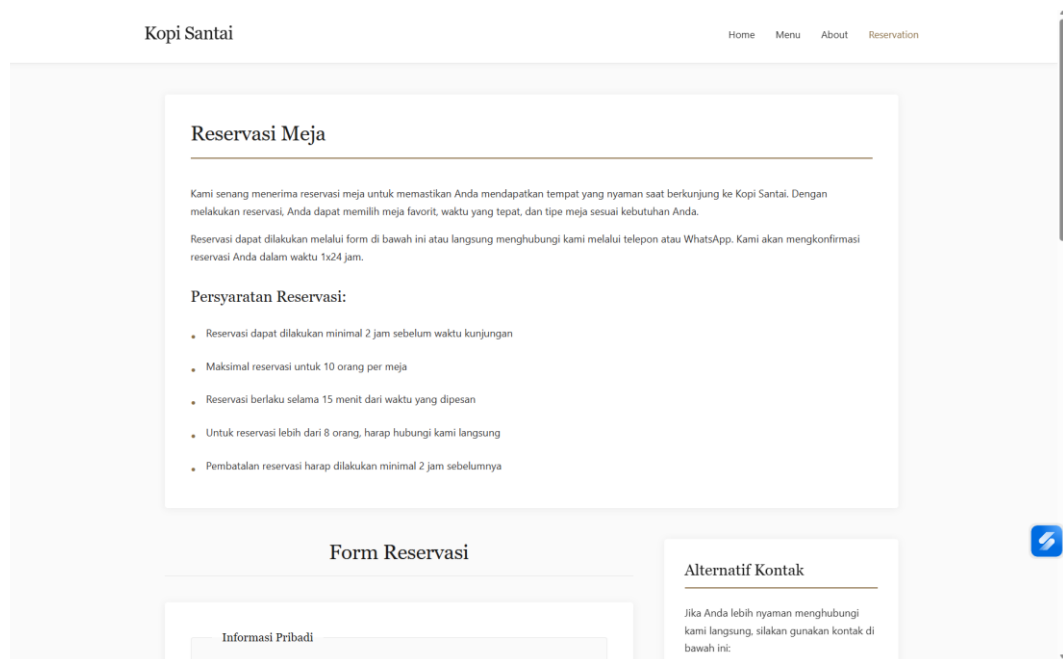 Kopi Santai
Home Menu About Reservation
Reservasi Meja
Kami senang menerima reservasi meja untuk memastikan Anda mendapatkan tempat yang nyaman saat berkunjung ke Kopi Santai. Dengan
melakukan reservasi, Anda dapat memilih meja favorit, waktu yang tepat, dan tipe meja sesuai kebutuhan Anda.
Reservasi dapat dilakukan melalui form di bawah ini atau langsung menghubungi kami melalui telepon atau WhatsApp. Kami akan mengkonfirmasi
reservasi Anda dalam waktu 1x24 jam.
Persyaratan Reservasi:
Reservasi dapat dilakukan minimal 2 jam sebelum waktu kunjungan
Maksimal reservasi untuk 10 orang per meja
Reservasi berlaku selama 15 menit dari waktu yang dipesan
Untuk reservasi lebih dari 8 orang, harap hubungi kami langsung
Pembatalan reservasi harap dilakukan minimal 2 jam sebelumnya
Form Reservasi
Informasi Pribadi
Alternatif Kontak
Jika Anda lebih nyaman menghubungi
kami langsung, silakan gunakan kontak di
bawah ini: